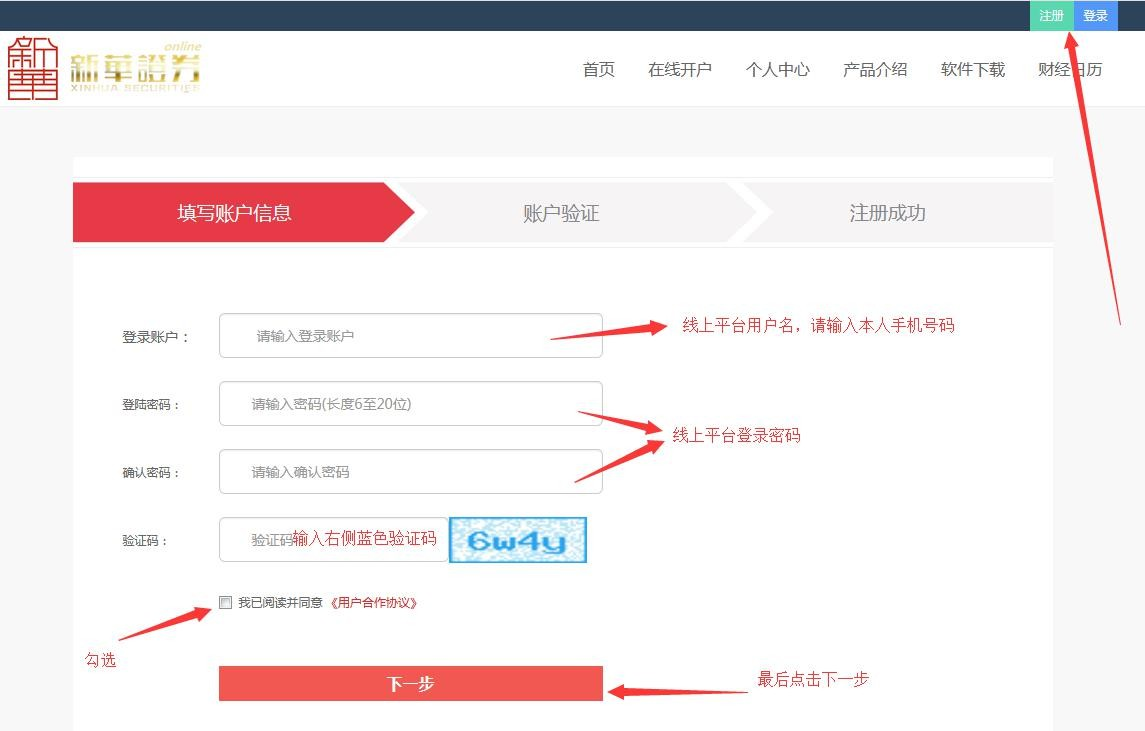 注册 登录
新華 online
新華證券
XINHUA SECURITIES
首页 在线开户 个人中心 产品介绍 软件下载 财经日历
填写账户信息 账户验证 注册成功
登录账户： 请输入登录账户 线上平台用户名，请输入本人手机号码
登陆密码： 请输入密码(长度6至20位)
线上平台登录密码
确认密码： 请输入确认密码
验证码： 验证码输入右侧蓝色验证码 6w4y
我已阅读并同意《用户合作协议》
勾选
下一步 最后点击下一步